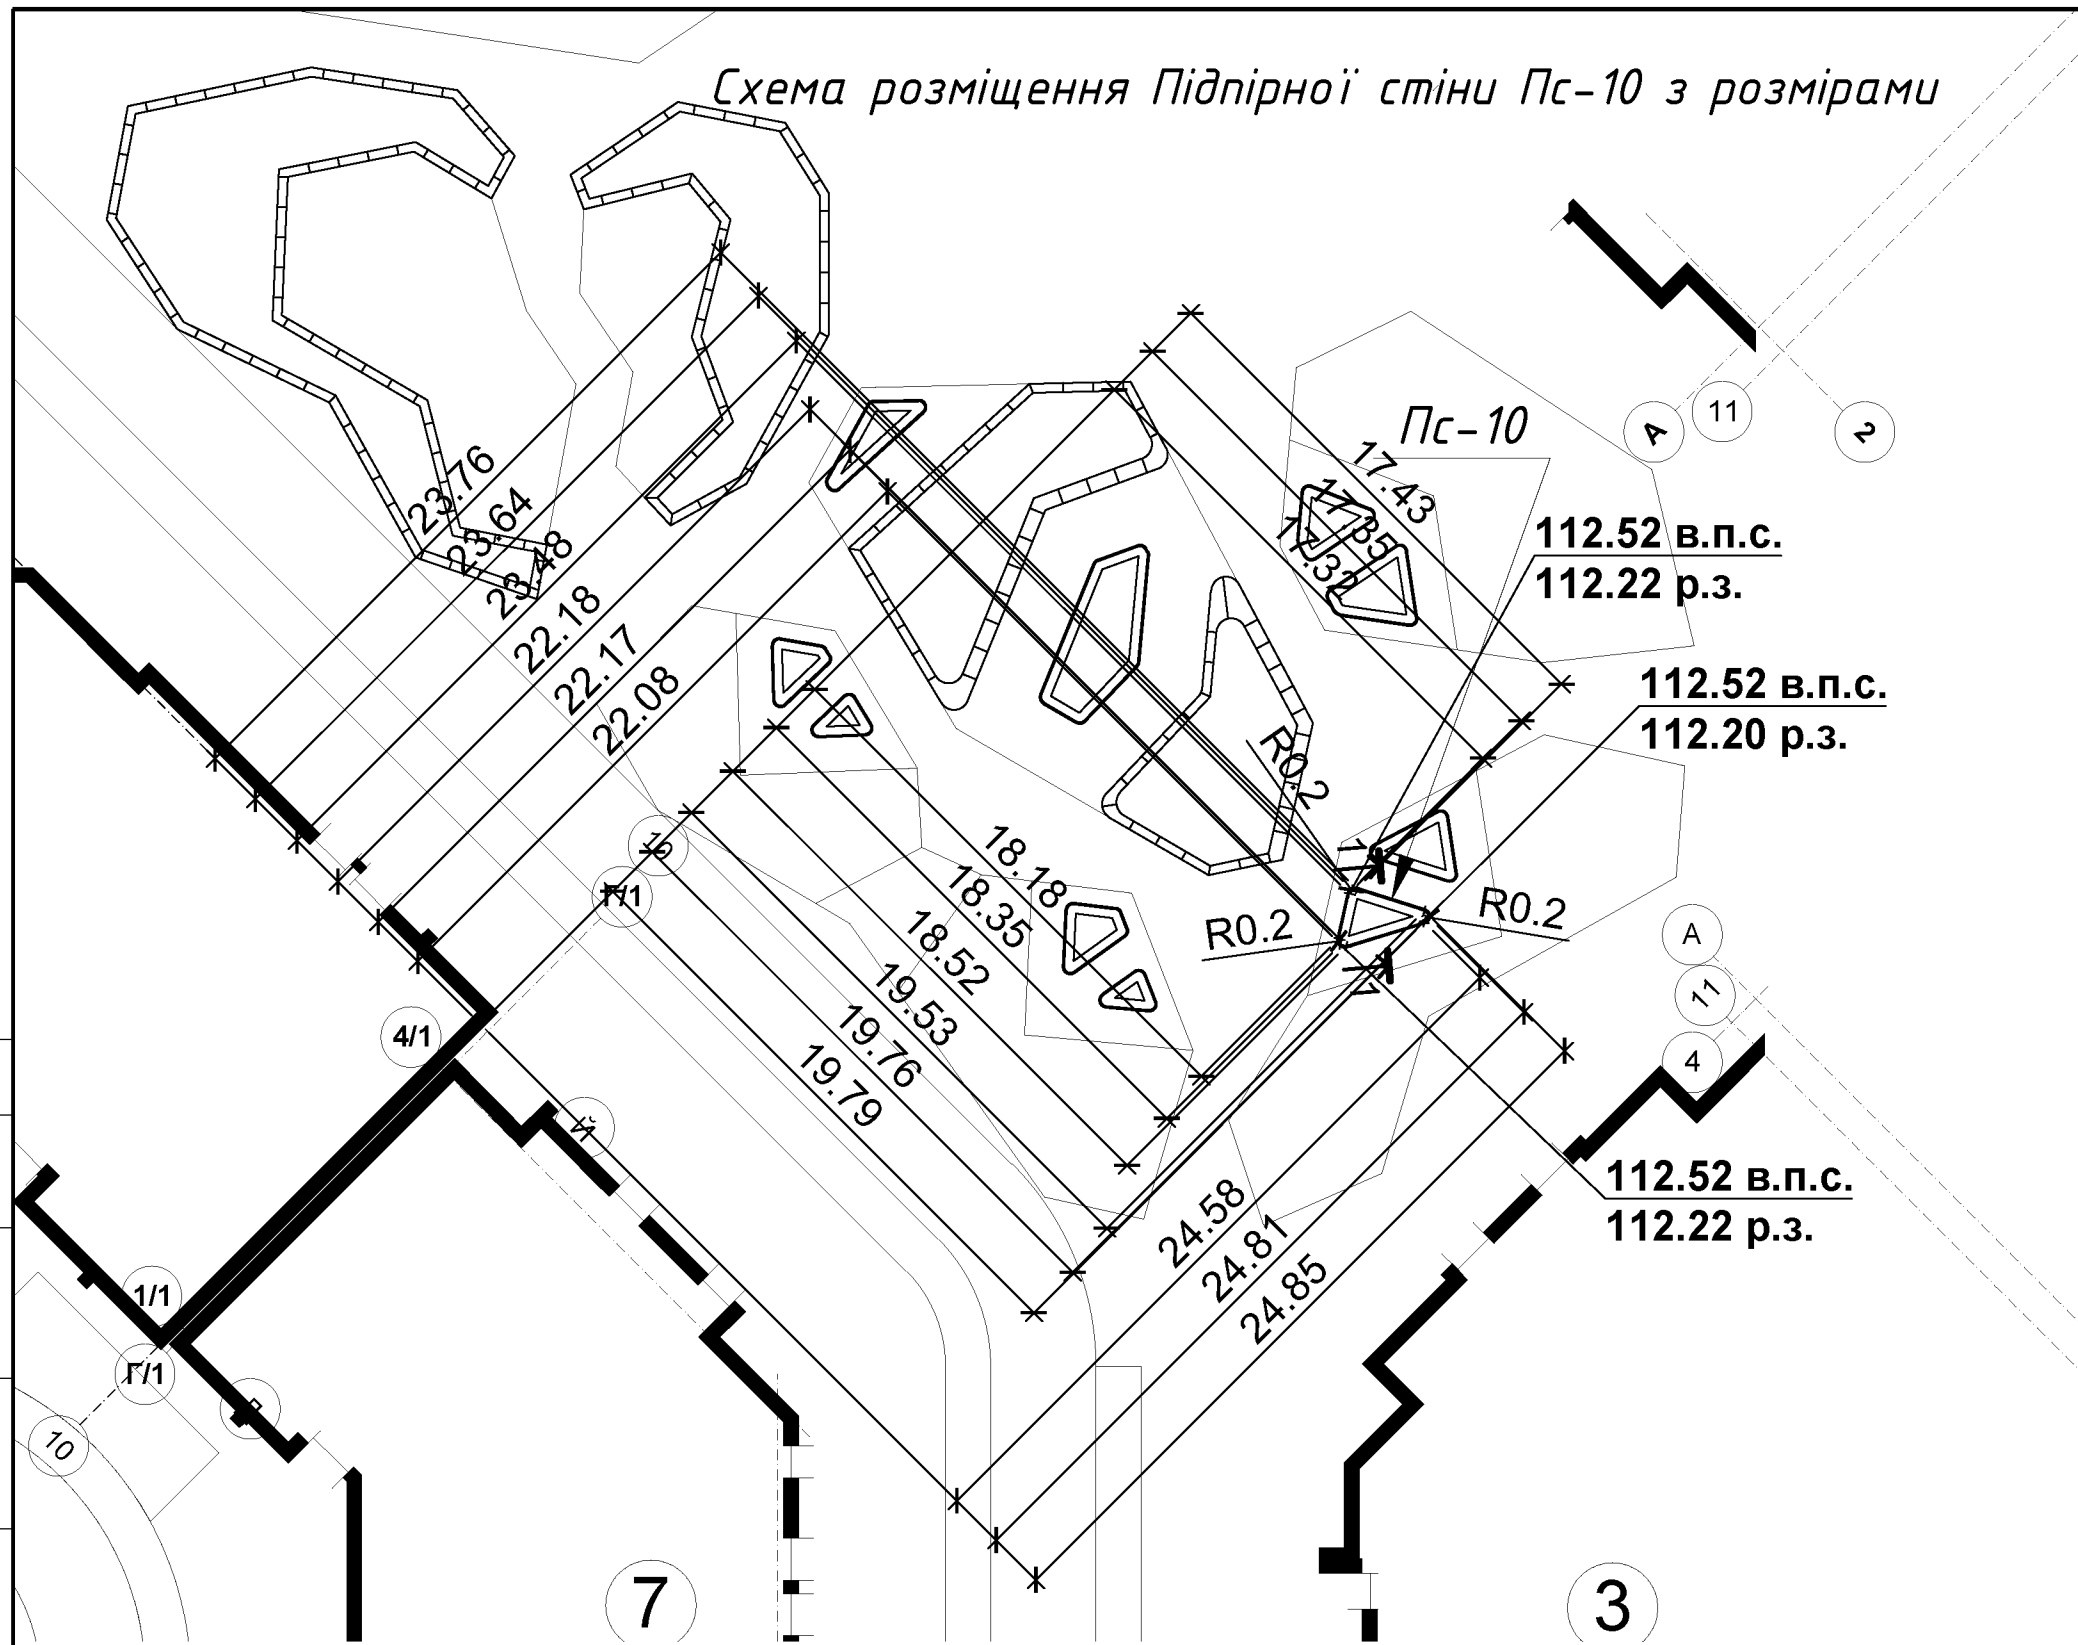 Схема розміщення Підпірної стіни Пс-10 з розмірами
11
А
2
Пс-10
17.43
17.35
17.32
23.76
23.64
23.48
22.18
22.17
22.08
112.52 в.п.с.
112.22 р.з.
112.52 в.п.с.
112.20 р.з.
R0.2
R0.2
R0.2
Г/1
18.18
18.35
18.52
19.53
19.76
19.79
А
11
4
4/1
Й
24.58
24.81
24.85
112.52 в.п.с.
112.22 р.з.
1/1
Г/1
10
7
3